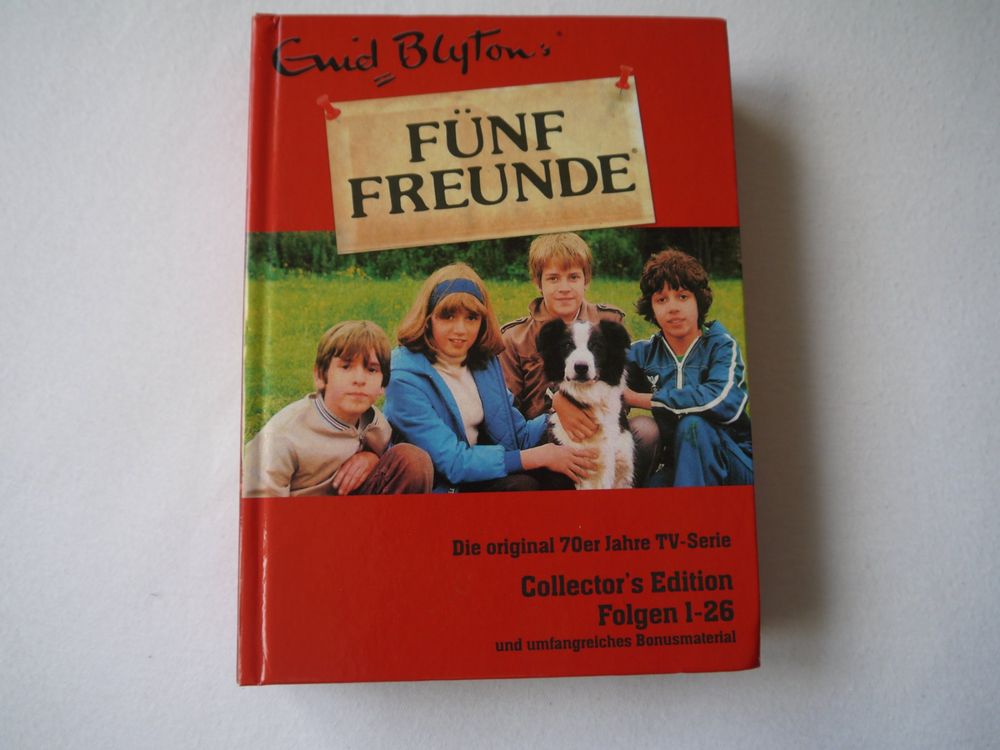 Enid Blyton's
FÜNF
FREUNDE®
Die original 70er Jahre TV-Serie
Collector's Edition
Folgen 1-26
und umfangreiches Bonusmaterial